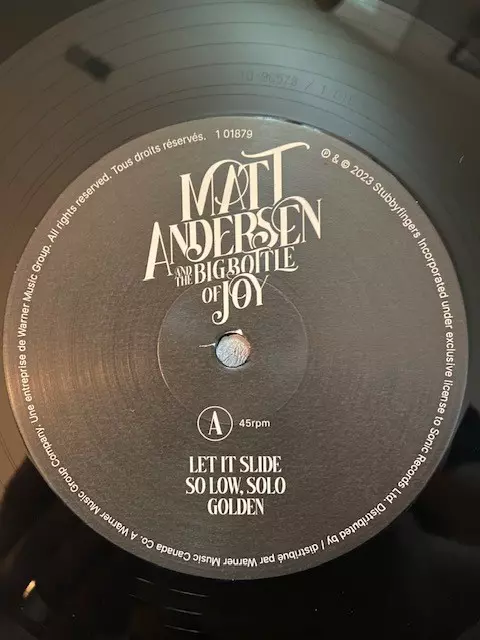 MATT
ANDERSEN
AND THE BIG BOTTLE
OF JOY
A
45rpm
LET IT SLIDE
SO LOW, SOLO
GOLDEN
℗ & © 2023 Stubbyfingers Incorporated under exclusive license to Sonic Records Ltd. Distributed by / distribué par Warner Music Canada Co. A Warner Music Group Company. Une entreprise de Warner Music Group. All rights reserved. Tous droits réservés. 1 01879